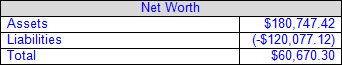 Net Worth
Assets $180,747.42
Liabilities (-$120,077.12)
Total $60,670.30